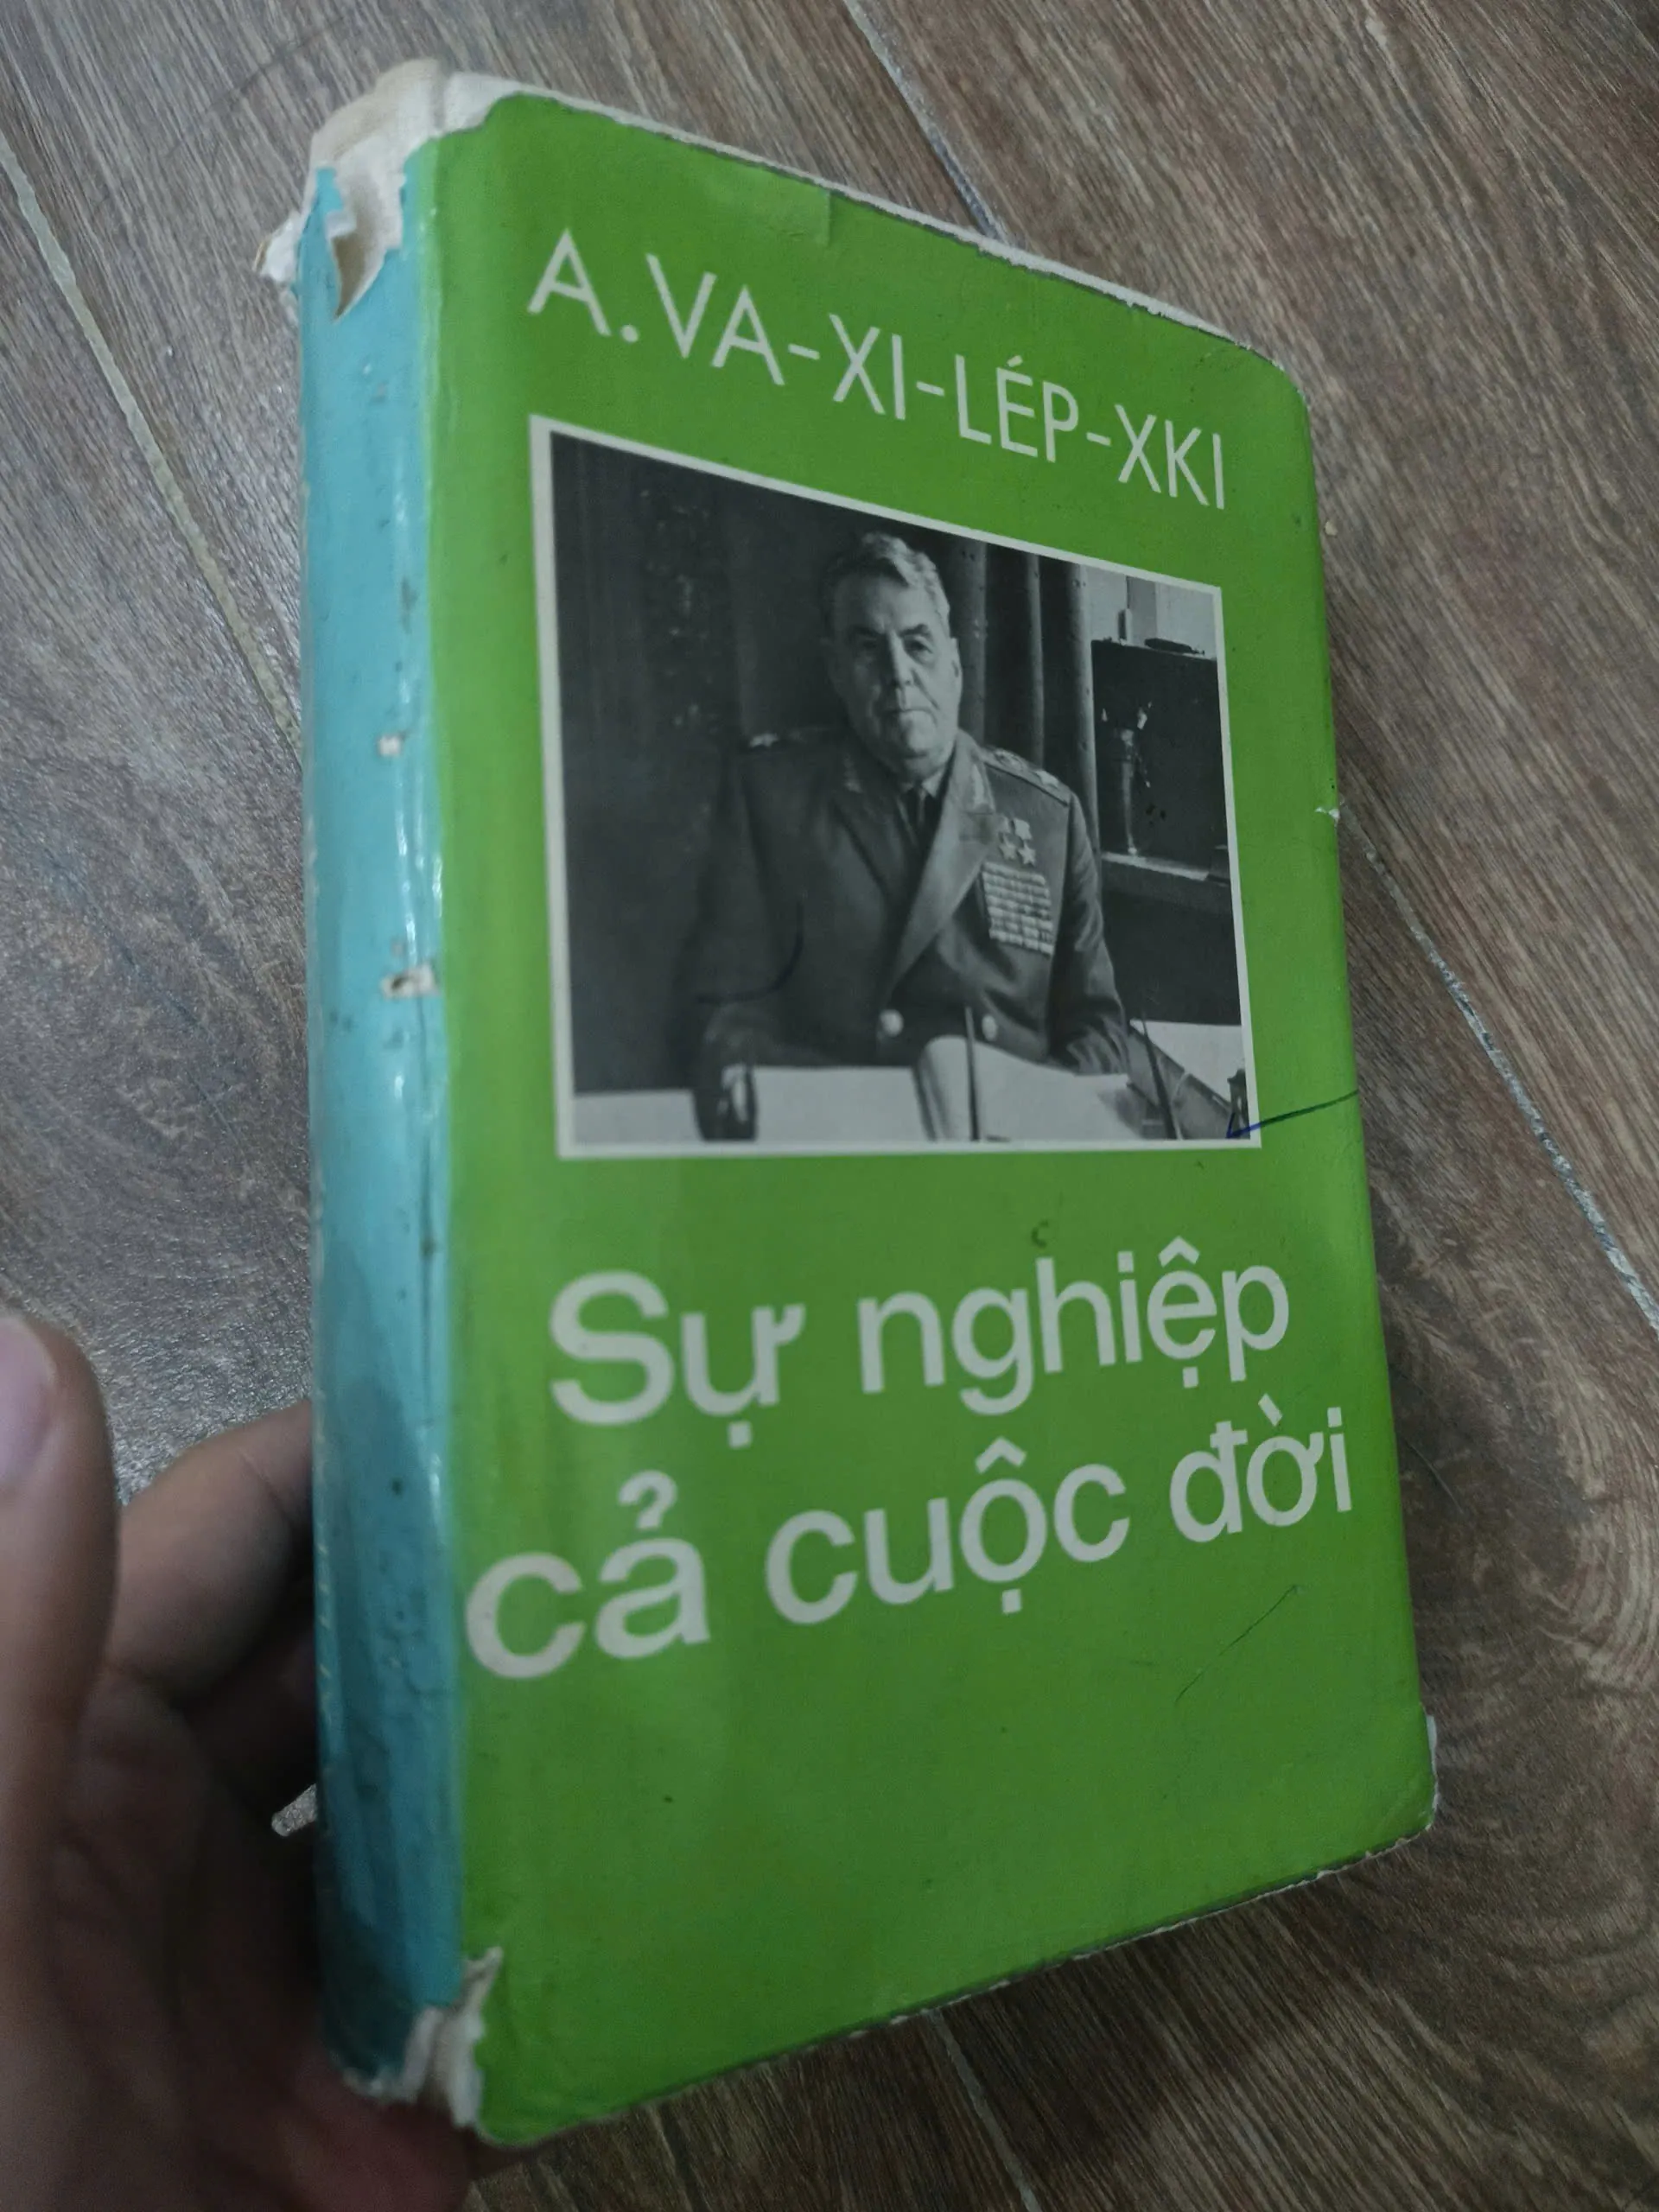 A.VA-XI-LÉP-XKI
Sự nghiệp
cả cuộc đời